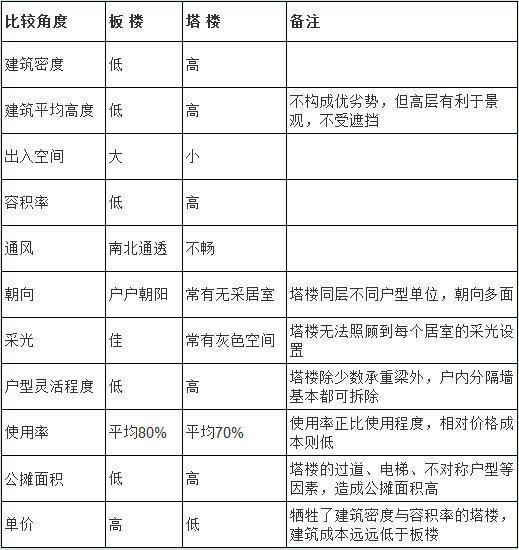 比较角度 板 楼 塔 楼 备注
建筑密度 低 高
建筑平均高度 低 高 不构成优劣势，但高层有利于景
观，不受遮挡
出入空间 大 小
容积率 低 高
通风 南北通透 不畅
朝向 户户朝阳 常有无采居室 塔楼同层不同户型单位，朝向多面
采光 佳 常有灰色空间 塔楼无法照顾到每个居室的采光设
置
户型灵活程度 低 高 塔楼除少数承重梁外，户内分隔墙
基本都可拆除
使用率 平均80% 平均70% 使用率正比使用程度，相对价格成
本则低
公摊面积 低 高 塔楼的过道、电梯、不对称户型等
因素，造成公摊面积高
单价 高 低 牺牲了建筑密度与容积率的塔楼，
建筑成本远远低于板楼